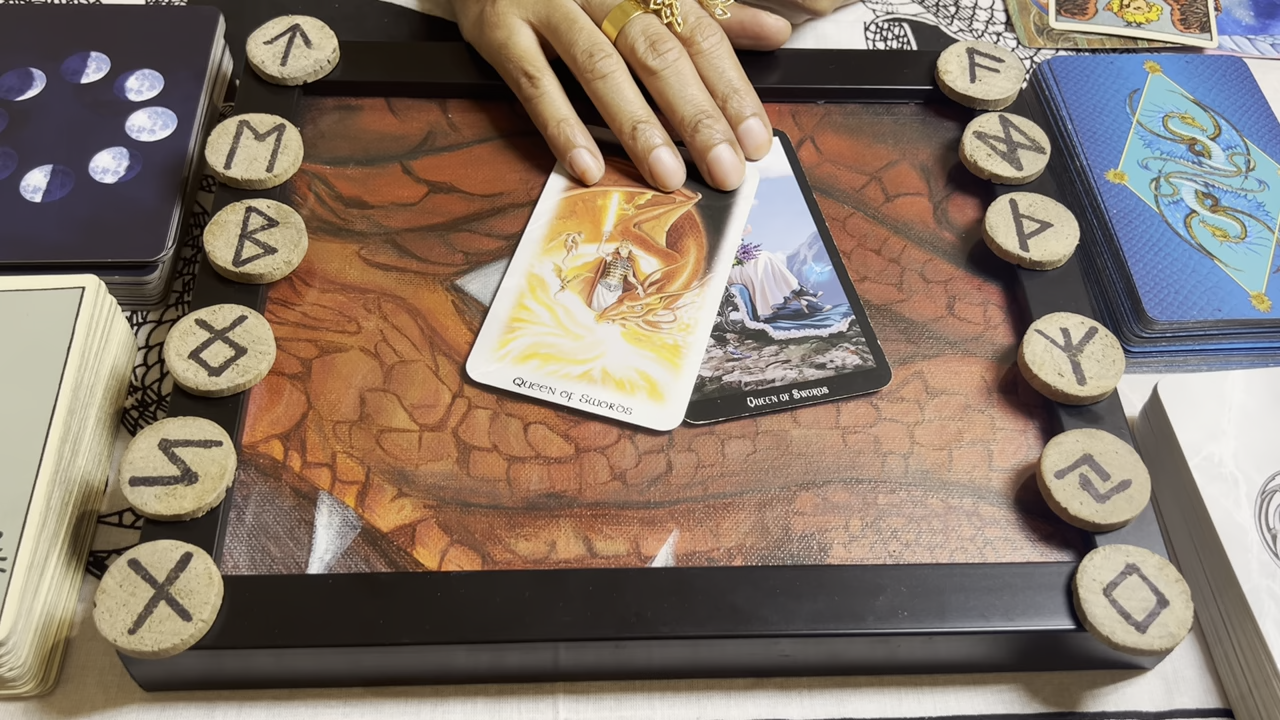 ᛏ
ᛖ
ᛒ
ᛟ
ᛊ
ᚷ
QUEEN OF SWORDS
QUEEN OF SWORDS
ᚨ
ᛞ
ᚦ
ᛉ
ᛃ
ᛜ